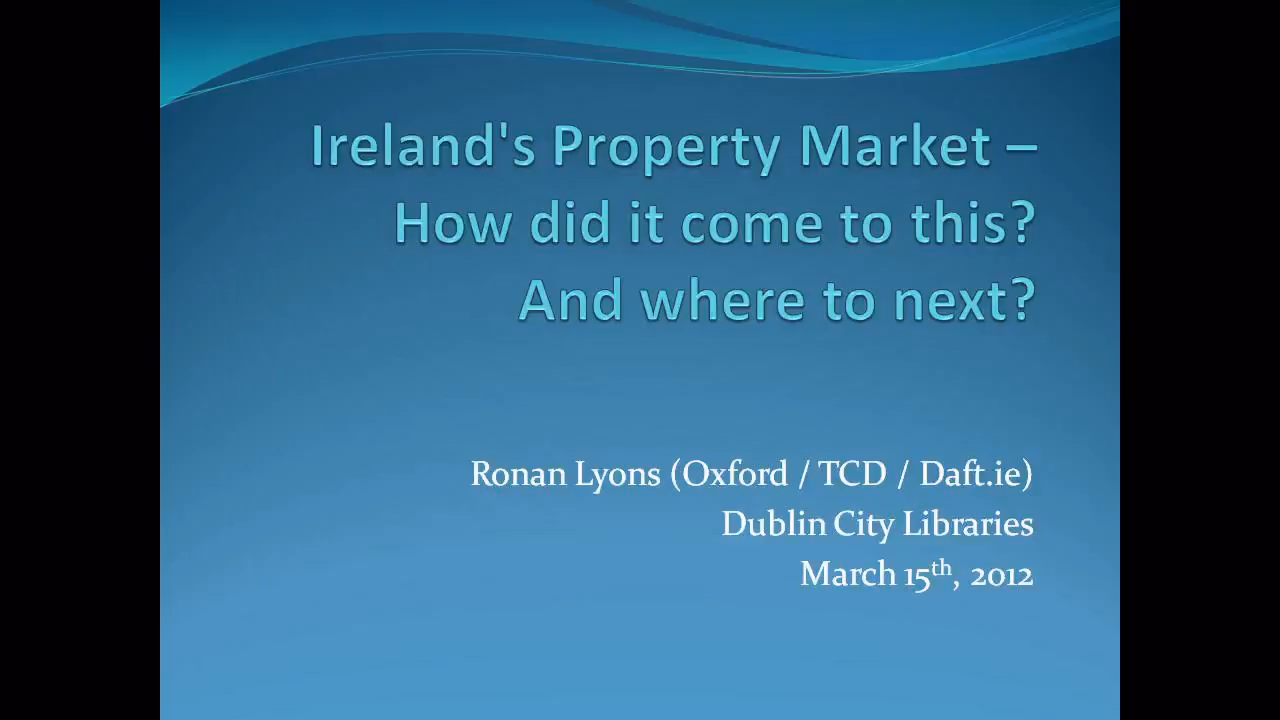 Ireland's Property Market –
How did it come to this?
And where to next?
Ronan Lyons (Oxford / TCD / Daft.ie)
Dublin City Libraries
March 15th, 2012